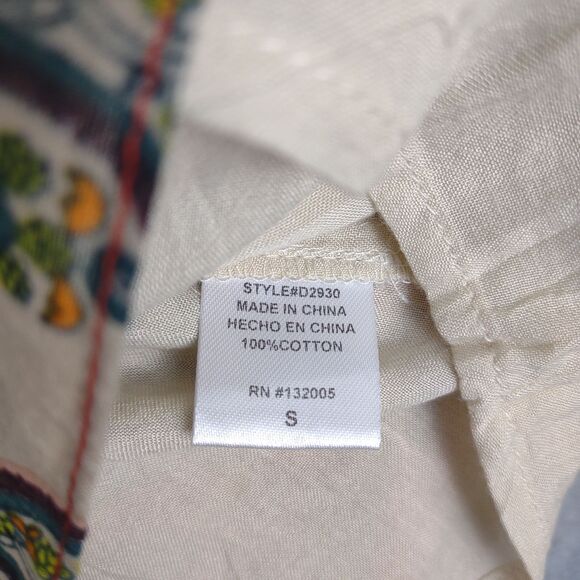 STYLE#D2930
MADE IN CHINA
HECHO EN CHINA
100%COTTON
RN #132005
S